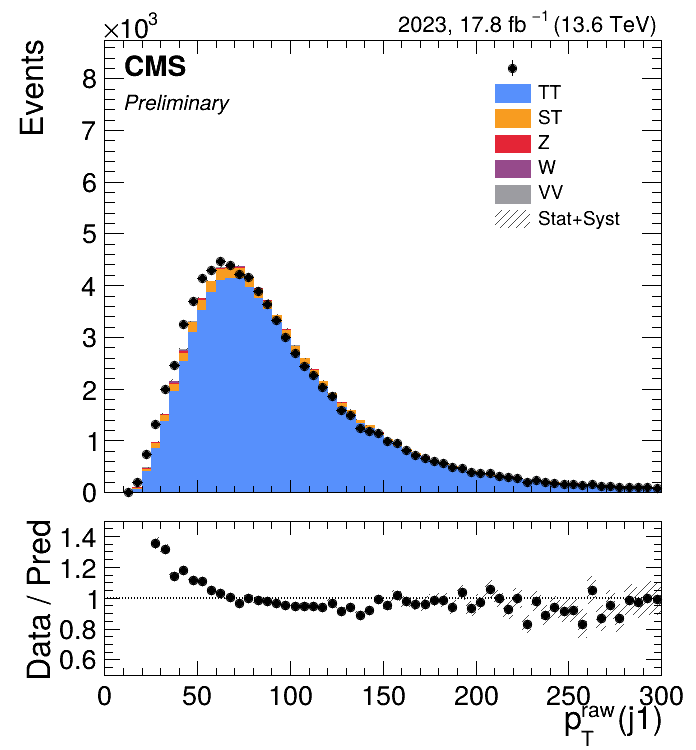 ×10³
2023, 17.8 fb ⁻¹ (13.6 TeV)
CMS
Preliminary
Events
8
7
6
5
4
3
2
1
0
TT
ST
Z
W
VV
Stat+Syst
Data / Pred
1.4
1.2
1
0.8
0.6
0
50
100
150
200
250
300
p_T^raw(j1)